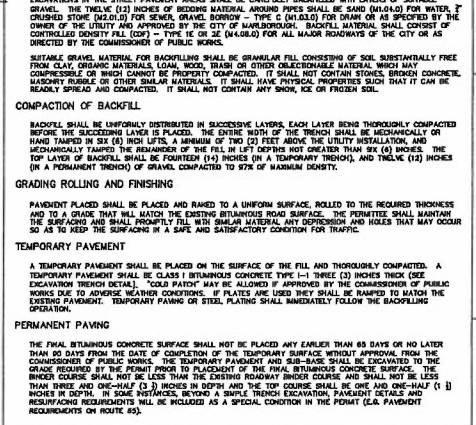 EXCAVATIONS IN THE STREET PAVEMENT AREAS SHALL BE CAREFULLY BACKFILLED IN LAYERS OF SUITABLE
GRAVEL. THE TWELVE (12) INCHES OF BEDDING MATERIAL AROUND PIPES SHALL BE SAND (M1.04.0) FOR WATER,
CRUSHED STONE (M2.01.0) FOR SEWER, GRAVEL BORROW - TYPE C (M1.03.0) FOR DRAIN OR AS SPECIFIED BY THE
OWNER OF THE UTILITY AND APPROVED BY THE CITY OF MARLBOROUGH. BACKFILL MATERIAL SHALL CONSIST OF
CONTROLLED DENSITY FILL (CDF) - TYPE 1E OR 2E (M4.08.0) FOR ALL MAJOR ROADWAYS OF THE CITY OR AS
DIRECTED BY THE COMMISSIONER OF PUBLIC WORKS.
SUITABLE GRAVEL MATERIAL FOR BACKFILLING SHALL BE GRANULAR FILL CONSISTING OF SOIL SUBSTANTIALLY FREE
FROM CLAY, ORGANIC MATERIALS, LOAM, WOOD, TRASH OR OTHER OBJECTIONABLE MATERIAL WHICH MAY
COMPRESSIBLE OR WHICH CANNOT BE PROPERLY COMPACTED. IT SHALL NOT CONTAIN STONES, BROKEN CONCRETE,
MASONRY RUBBLE OR OTHER SIMILAR MATERIALS. IT SHALL HAVE PHYSICAL PROPERTIES SUCH THAT IT CAN BE
READILY SPREAD AND COMPACTED. IT SHALL NOT CONTAIN ANY SNOW, ICE OR FROZEN SOIL.
COMPACTION OF BACKFILL
BACKFILL SHALL BE UNIFORMLY DISTRIBUTED IN SUCCESSIVE LAYERS, EACH LAYER BEING THOROUGHLY COMPACTED
BEFORE THE SUCCEEDING LAYER IS PLACED. THE ENTIRE WIDTH OF THE TRENCH SHALL BE MECHANICALLY OR
HAND TAMPED IN SIX (6) INCH LIFTS, A MINIMUM OF TWO (2) FEET ABOVE THE UTILITY INSTALLATION, AND
MECHANICALLY TAMPED THE REMAINDER OF THE FILL IN LIFT DEPTHS NOT GREATER THAN SIX (6) INCHES. THE
TOP LAYER OF BACKFILL SHALL BE FOURTEEN (14) INCHES (IN A TEMPORARY TRENCH), AND TWELVE (12) INCHES
(IN A PERMANENT TRENCH) OF GRAVEL COMPACTED TO 97% OF MAXIMUM DENSITY.
GRADING ROLLING AND FINISHING
PAVEMENT PLACED SHALL BE PLACED AND RAKED TO A UNIFORM SURFACE, ROLLED TO THE REQUIRED THICKNESS
AND TO A GRADE THAT WILL MATCH THE EXISTING BITUMINOUS ROAD SURFACE. THE PERMITTEE SHALL MAINTAIN
THE SURFACING AND SHALL PROMPTLY FILL WITH SIMILAR MATERIAL ANY DEPRESSION AND HOLES THAT MAY OCCUR
SO AS TO KEEP THE SURFACING IN A SAFE AND SATISFACTORY CONDITION FOR TRAFFIC.
TEMPORARY PAVEMENT
A TEMPORARY PAVEMENT SHALL BE PLACED ON THE SURFACE OF THE FILL AND THOROUGHLY COMPACTED. A
TEMPORARY PAVEMENT SHALL BE CLASS I BITUMINOUS CONCRETE TYPE I-1 THREE (3) INCHES THICK (SEE
EXCAVATION TRENCH DETAIL). "COLD PATCH" MAY BE ALLOWED IF APPROVED BY THE COMMISSIONER OF PUBLIC
WORKS DUE TO ADVERSE WEATHER CONDITIONS. IF PLATES ARE USED THEY SHALL BE RAMPED TO MATCH THE
EXISTING PAVEMENT. TEMPORARY PAVING OR STEEL PLATING SHALL IMMEDIATELY FOLLOW THE BACKFILLING
OPERATION.
PERMANENT PAVING
THE FINAL BITUMINOUS CONCRETE SURFACE SHALL NOT BE PLACED ANY EARLIER THAN 65 DAYS OR NO LATER
THAN 90 DAYS FROM THE DATE OF COMPLETION OF THE TEMPORARY SURFACE WITHOUT APPROVAL FROM THE
COMMISSIONER OF PUBLIC WORKS. THE TEMPORARY PAVEMENT AND SUB-BASE SHALL BE EXCAVATED TO THE
GRADE REQUIRED BY THE PERMIT PRIOR TO PLACEMENT OF THE FINAL BITUMINOUS CONCRETE SURFACE. THE
BINDER COURSE SHALL NOT BE LESS THAN THE EXISTING ROADWAY BINDER COURSE AND SHALL NOT BE LESS
THAN THREE AND ONE-HALF (3 ½) INCHES IN DEPTH AND THE TOP COURSE SHALL BE ONE AND ONE-HALF (1 ½)
INCHES IN DEPTH. IN SOME INSTANCES, BEYOND A SIMPLE TRENCH EXCAVATION, PAVEMENT DETAILS AND
RESURFACING REQUIREMENTS WILL BE INCLUDED AS A SPECIAL CONDITION IN THE PERMIT (E.G. PAVEMENT
REQUIREMENTS ON ROUTE 85).